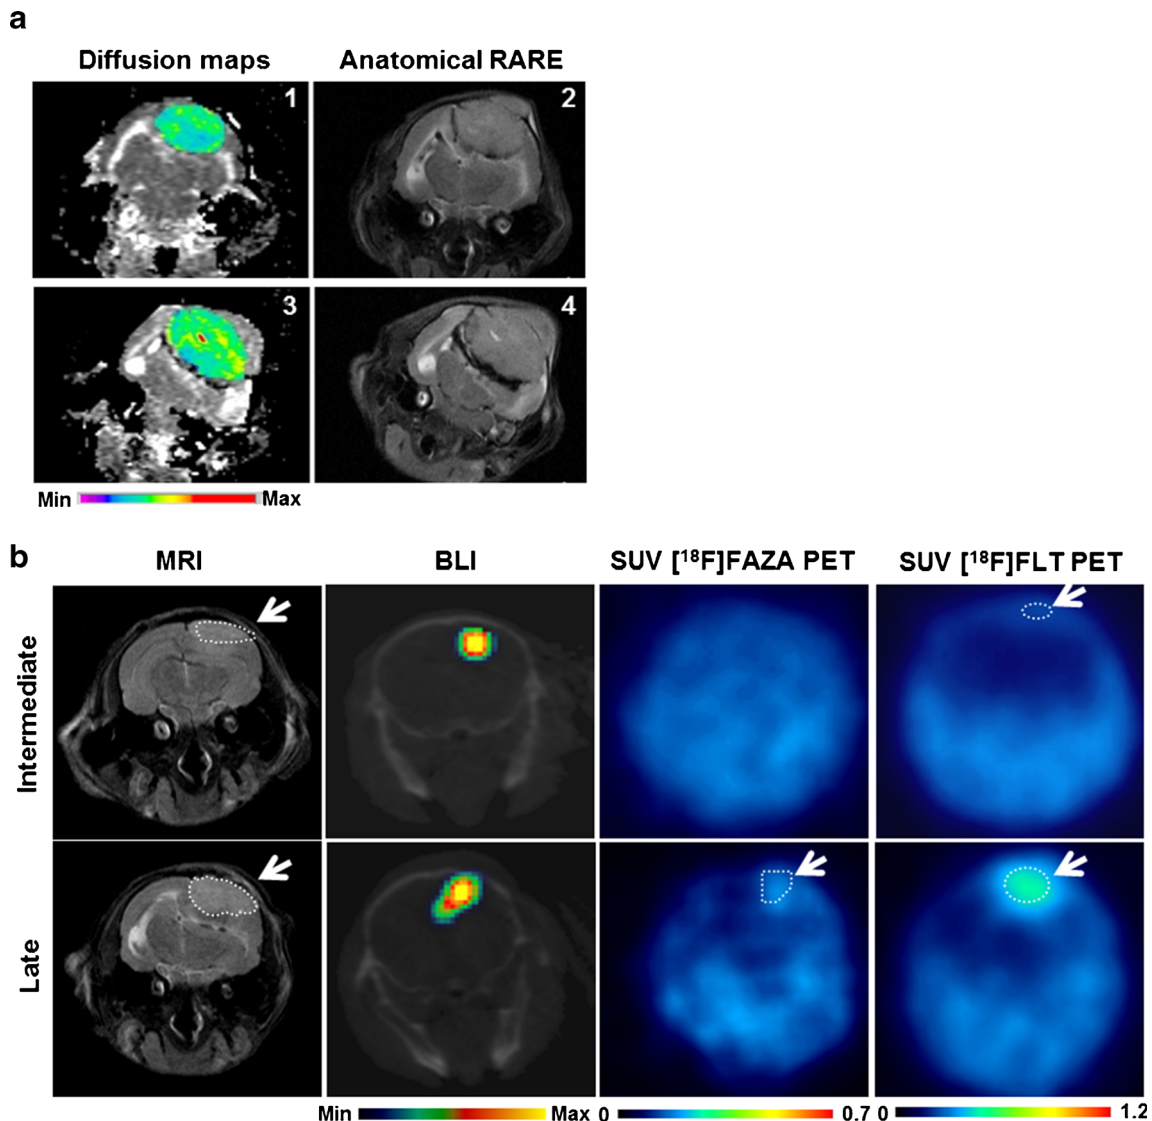 a
Diffusion maps Anatomical RARE
1 2
3 4
Min Max
b
MRI BLI SUV [¹⁸F]FAZA PET SUV [¹⁸F]FLT PET
Intermediate
Late
Min Max 0 0.7 0 1.2